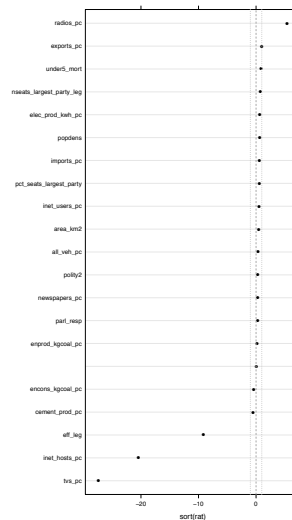 radios_pc
exports_pc
under5_mort
nseats_largest_party_leg
elec_prod_kwh_pc
popdens
imports_pc
pct_seats_largest_party
inet_users_pc
area_km2
all_veh_pc
polity2
newspapers_pc
parl_resp
enprod_kgcoal_pc
encons_kgcoal_pc
cement_prod_pc
eff_leg
inet_hosts_pc
tvs_pc
−20 −10 0
sort(rat)